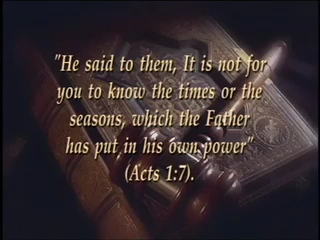 "He said to them, It is not for
you to know the times or the
seasons, which the Father
has put in his own power"
(Acts 1:7).